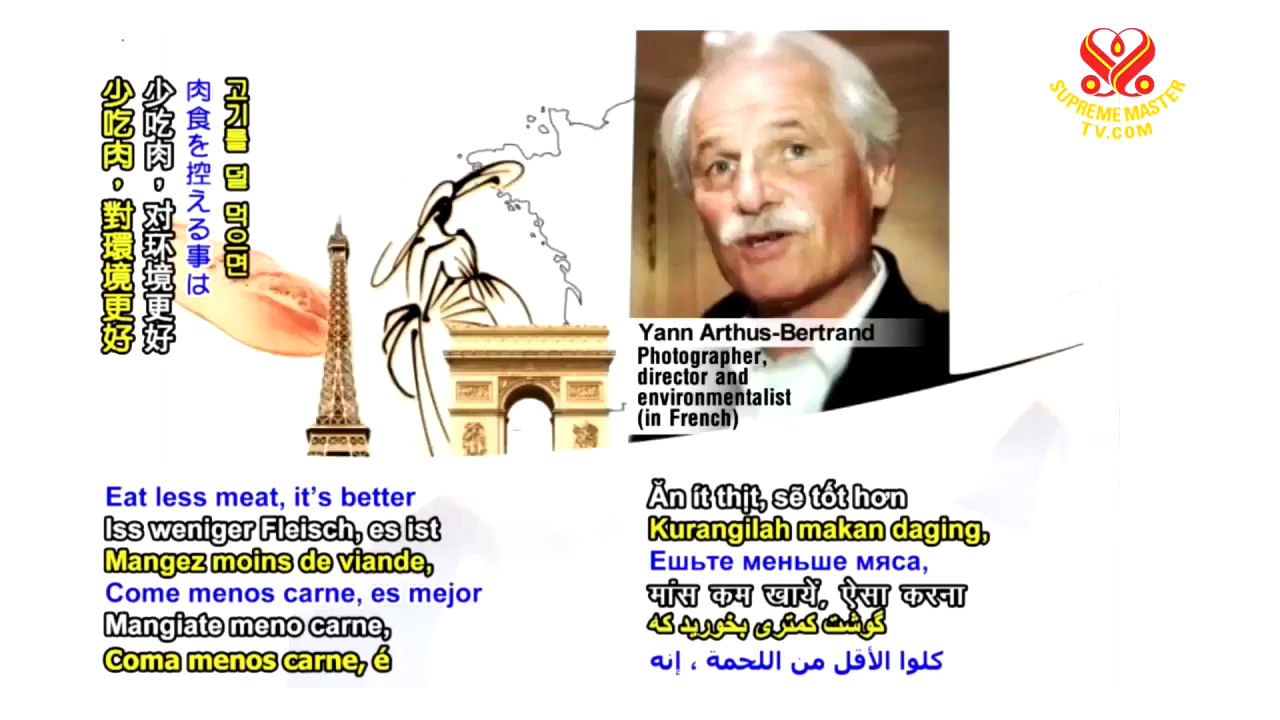 고기를 덜 먹으면
肉食を控える事は
少吃肉，对环境更好
少吃肉，對環境更好
SUPREME MASTER
TV.COM
Yann Arthus-Bertrand
Photographer,
director and
environmentalist
(in French)
Eat less meat, it’s better
Iss weniger Fleisch, es ist
Mangez moins de viande,
Come menos carne, es mejor
Mangiate meno carne,
Coma menos carne, é
Ăn ít thịt, sẽ tốt hơn
Kurangilah makan daging,
Ешьте меньше мяса,
मांस कम खायें, ऐसा करना
گوشت کمتری بخورید که
كلوا الأقل من اللحمة ، إنه